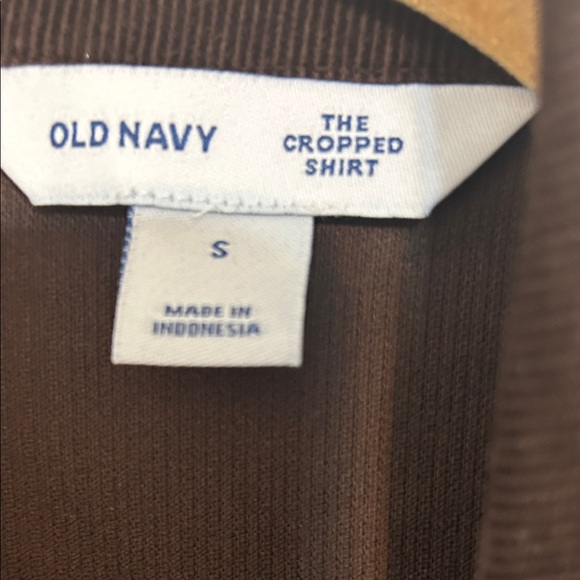 OLD NAVY
THE
CROPPED
SHIRT
S
MADE IN
INDONESIA